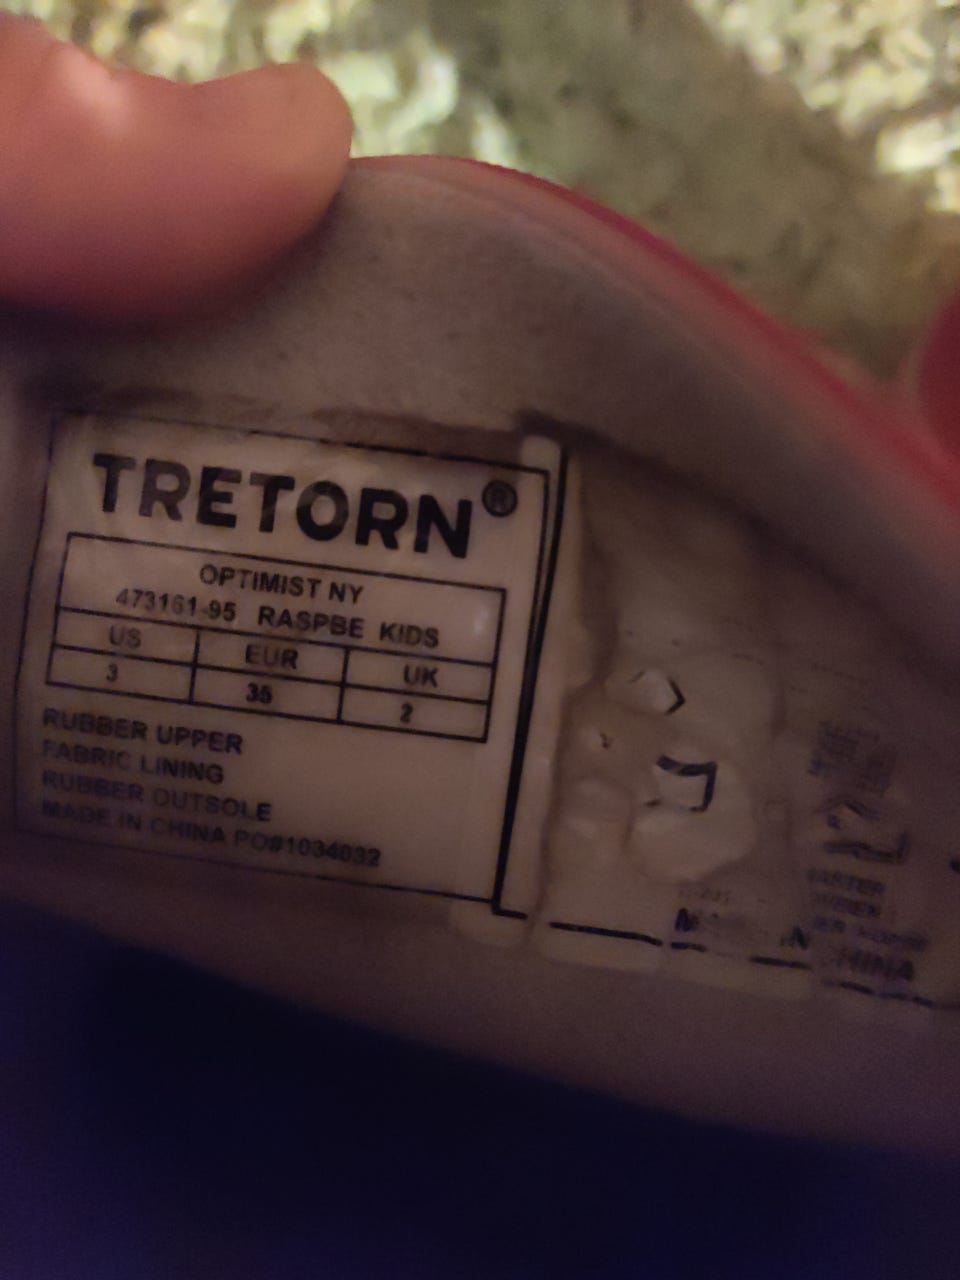 TRETORN®
OPTIMIST NY
473161-95 RASPBE KIDS
US EUR UK
3 35 2
RUBBER UPPER
FABRIC LINING
RUBBER OUTSOLE
MADE IN CHINA PO#1034032
CHINA